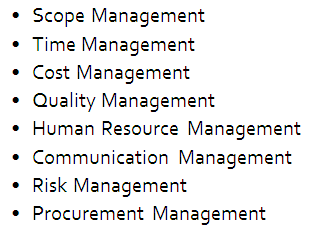 • Scope Management
• Time Management
• Cost Management
• Quality Management
• Human Resource Management
• Communication Management
• Risk Management
• Procurement Management